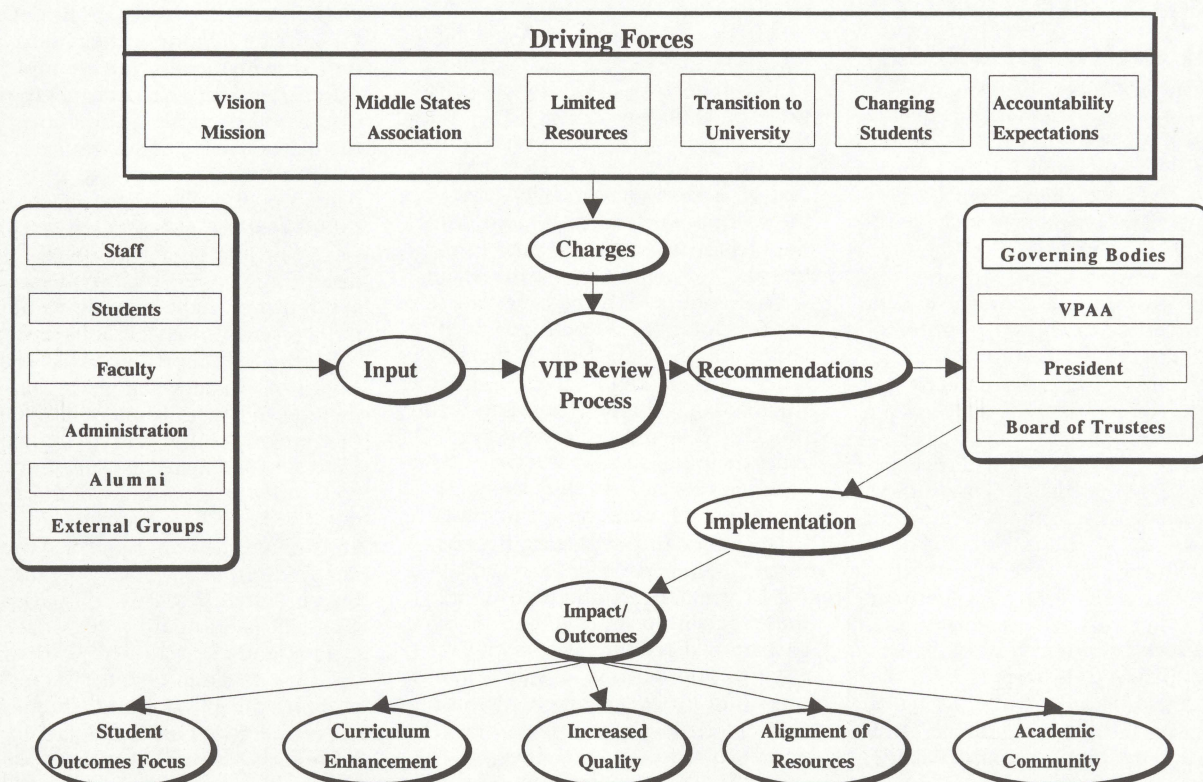 Driving Forces
Vision
Mission
Middle States
Association
Limited
Resources
Transition to
University
Changing
Students
Accountability
Expectations
Charges
Staff
Students
Faculty
Administration
Alumni
External Groups
Input
VIP Review
Process
Recommendations
Governing Bodies
VPAA
President
Board of Trustees
Implementation
Impact/
Outcomes
Student
Outcomes Focus
Curriculum
Enhancement
Increased
Quality
Alignment of
Resources
Academic
Community